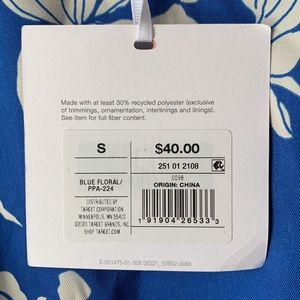 Made with at least 30% recycled polyester (exclusive
of trimmings, ornamentation, interlinings and linings).
See item for full fiber content.
S
$40.00
251 01 2108
BLUE FLORAL/
PPA-224
0098
ORIGIN: CHINA
DISTRIBUTED BY
TARGET CORPORATION
MINNEAPOLIS, MN 55403
TARGET BRANDS, INC.
SHOP TARGET.COM
1 91904 26533 3